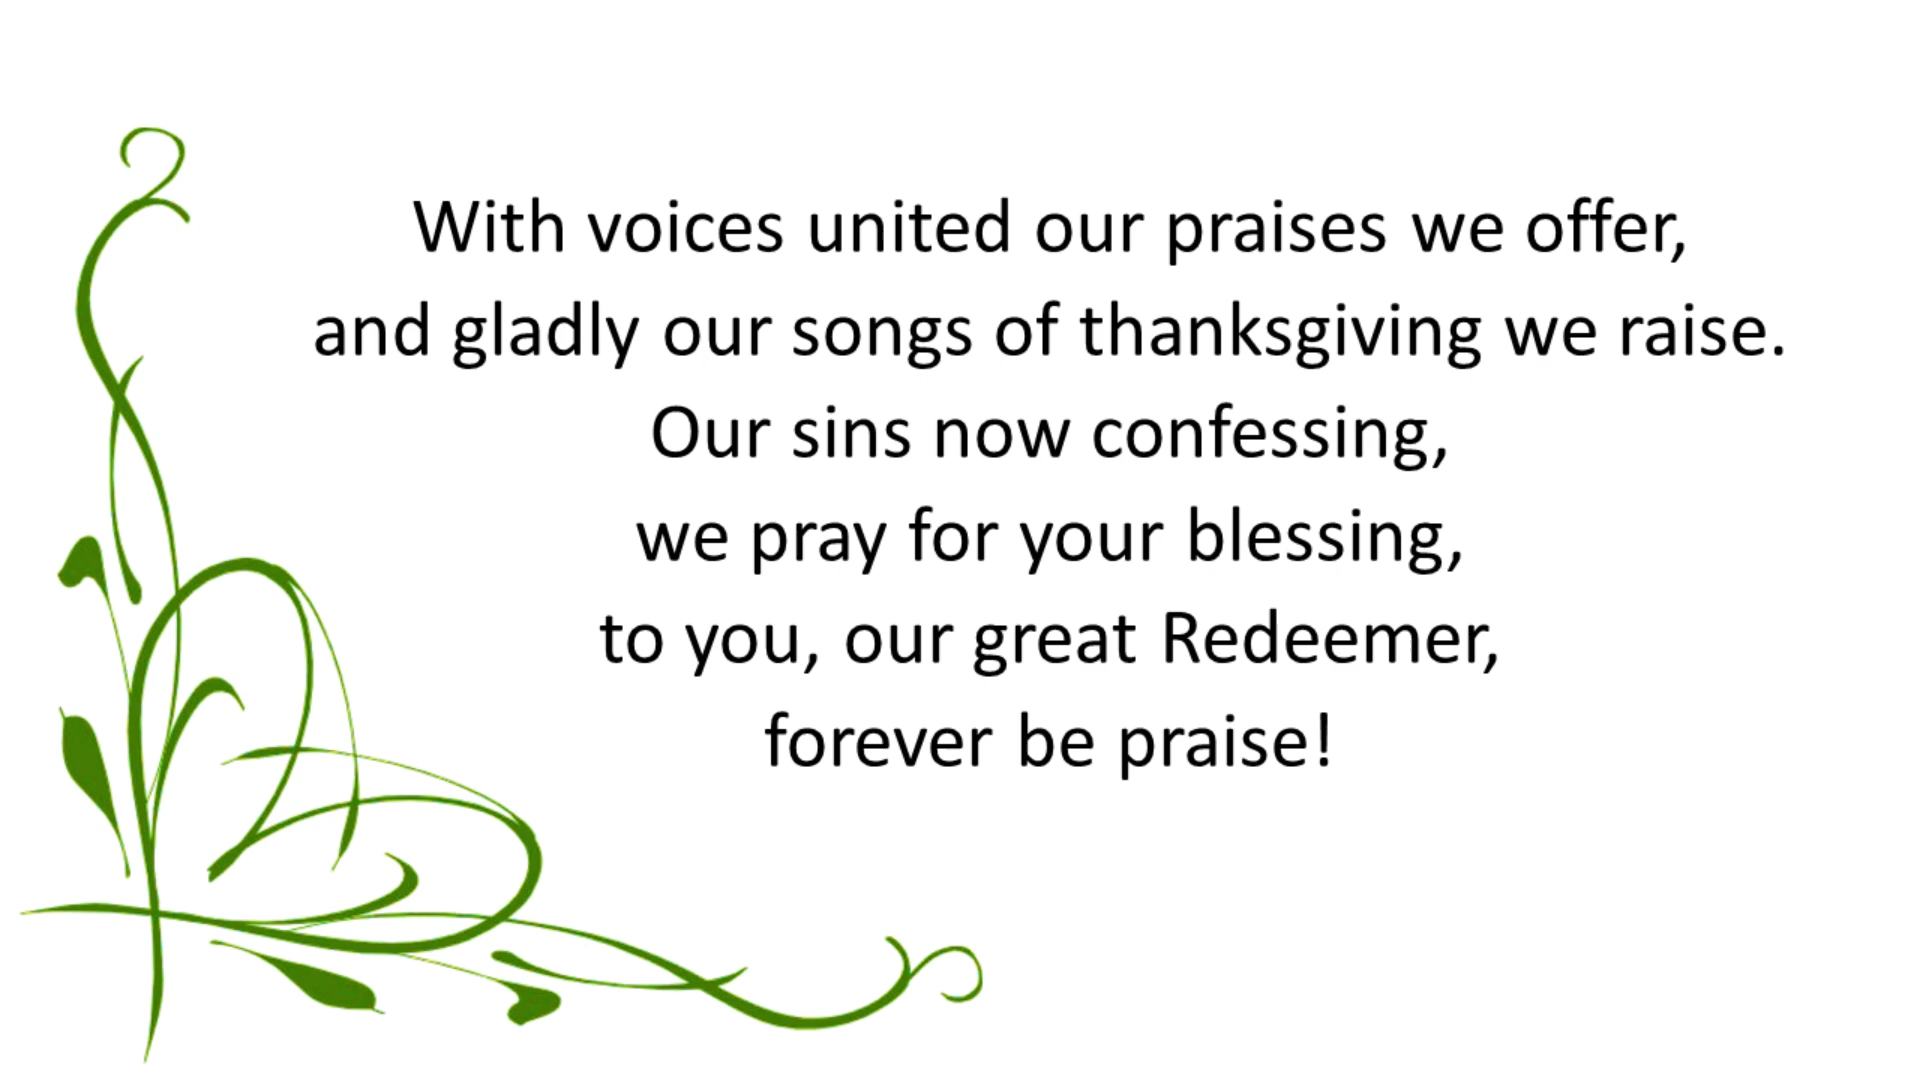 With voices united our praises we offer,
and gladly our songs of thanksgiving we raise.
Our sins now confessing,
we pray for your blessing,
to you, our great Redeemer,
forever be praise!